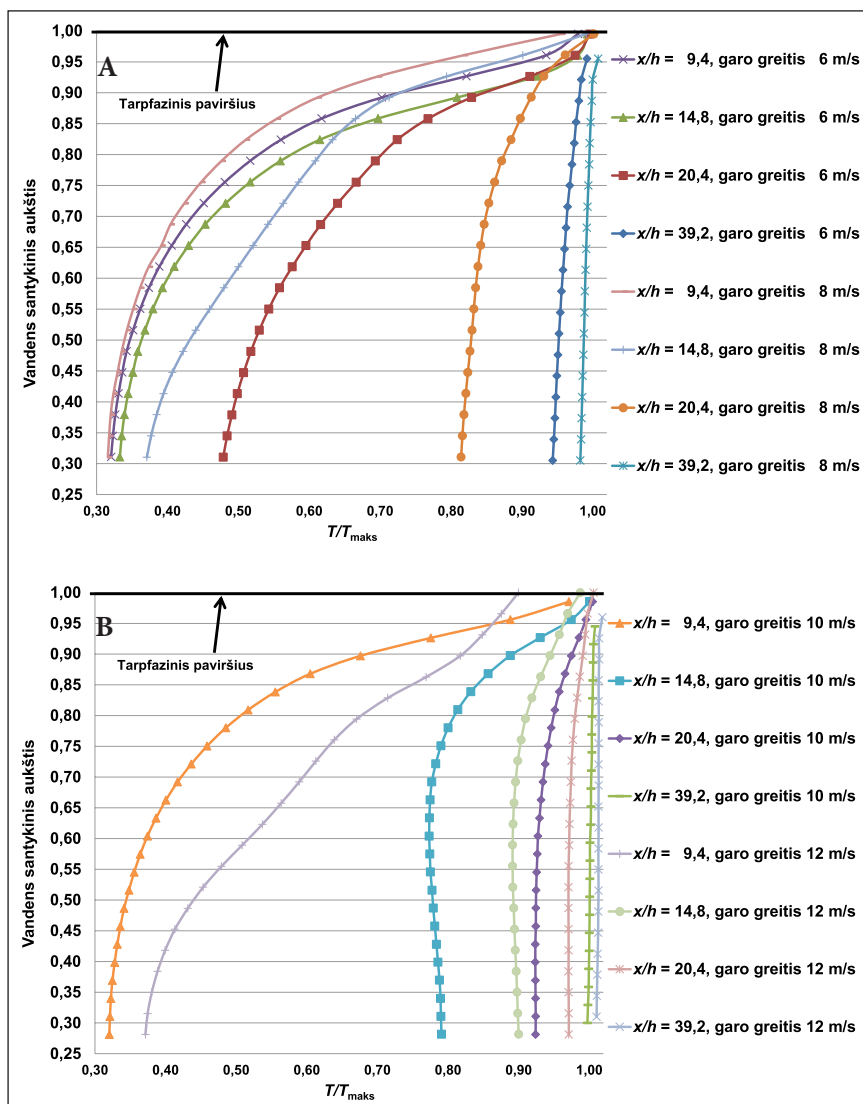 A
Vandens santykinis aukštis
1,00
0,95
0,90
0,85
0,80
0,75
0,70
0,65
0,60
0,55
0,50
0,45
0,40
0,35
0,30
0,25
Tarpfazinis paviršius
0,30 0,40 0,50 0,60 0,70 0,80 0,90 1,00
T/Tmaks
x/h = 9,4, garo greitis 6 m/s
x/h = 14,8, garo greitis 6 m/s
x/h = 20,4, garo greitis 6 m/s
x/h = 39,2, garo greitis 6 m/s
x/h = 9,4, garo greitis 8 m/s
x/h = 14,8, garo greitis 8 m/s
x/h = 20,4, garo greitis 8 m/s
x/h = 39,2, garo greitis 8 m/s
B
Vandens santykinis aukštis
1,00
0,95
0,90
0,85
0,80
0,75
0,70
0,65
0,60
0,55
0,50
0,45
0,40
0,35
0,30
0,25
Tarpfazinis paviršius
0,30 0,40 0,50 0,60 0,70 0,80 0,90 1,00
T/Tmaks
x/h = 9,4, garo greitis 10 m/s
x/h = 14,8, garo greitis 10 m/s
x/h = 20,4, garo greitis 10 m/s
x/h = 39,2, garo greitis 10 m/s
x/h = 9,4, garo greitis 12 m/s
x/h = 14,8, garo greitis 12 m/s
x/h = 20,4, garo greitis 12 m/s
x/h = 39,2, garo greitis 12 m/s